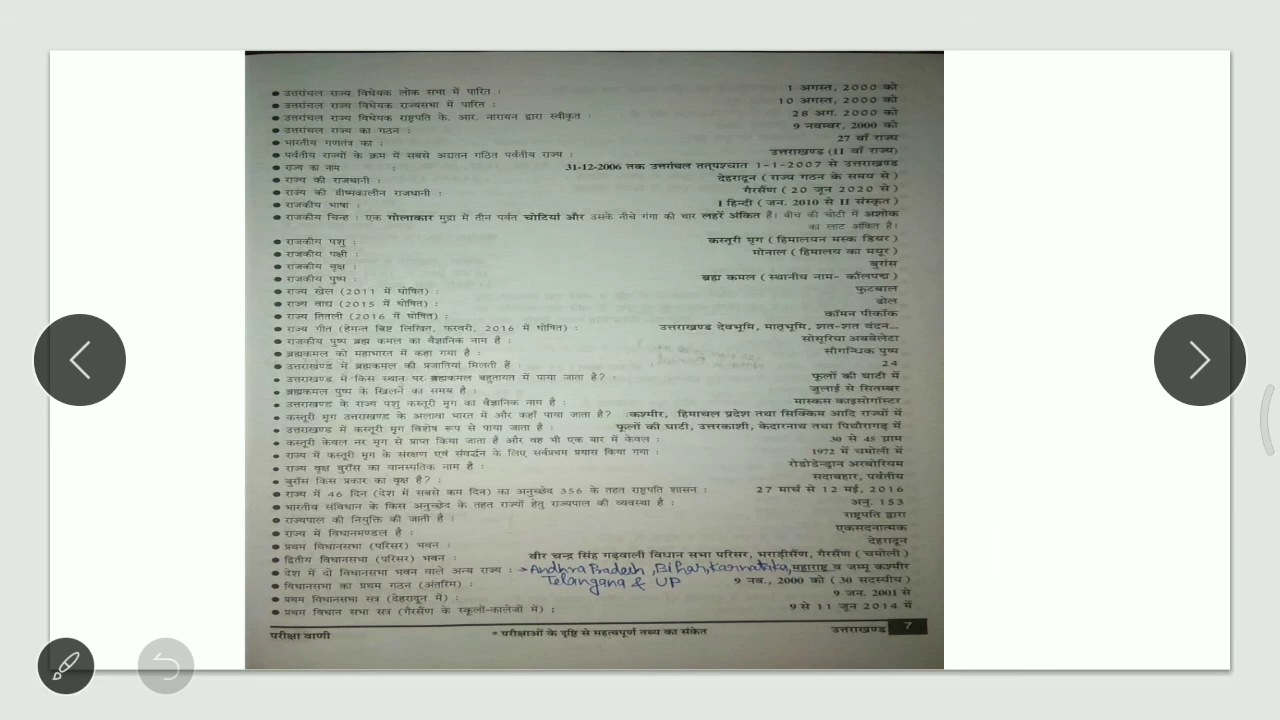 ● उत्तरांचल राज्य विधेयक लोक सभा में पारित : 1 अगस्त, 2000 को
● उत्तरांचल राज्य विधेयक राज्यसभा में पारित : 10 अगस्त, 2000 को
● उत्तरांचल राज्य विधेयक राष्ट्रपति के. आर. नारायन द्वारा स्वीकृत : 28 अग. 2000 को
● उत्तरांचल राज्य का गठन : 9 नवम्बर, 2000 को
● भारतीय गणतंत्र का : 27 वाँ राज्य
● पर्वतीय राज्यों के क्रम में सबसे अद्यतन गठित पर्वतीय राज्य : उत्तराखण्ड (11 वाँ राज्य)
● राज्य का नाम : 31-12-2006 तक उत्तरांचल तत्पश्चात 1-1-2007 से उत्तराखण्ड
● राज्य की राजधानी : देहरादून (राज्य गठन के समय से)
● राज्य की ग्रीष्मकालीन राजधानी : गैरसैंण (20 जून 2020 से)
● राजकीय भाषा : I हिन्दी (जन. 2010 से II संस्कृत)
● राजकीय चिन्ह : एक गोलाकार मुद्रा में तीन पर्वत चोटियां और उसके नीचे गंगा की चार लहरें अंकित हैं। बीच की चोटी में अशोक
का लाट अंकित है।
● राजकीय पशु : कस्तूरी मृग (हिमालयन मस्क डियर)
● राजकीय पक्षी : मोनाल (हिमालय का मयूर)
● राजकीय वृक्ष : बुराँस
● राजकीय पुष्प : ब्रह्म कमल (स्थानीय नाम- कौंलपद्म)
● राज्य खेल (2011 में घोषित) : फुटबाल
● राज्य वाद्य (2015 में घोषित) : ढोल
● राज्य तितली (2016 में घोषित) : कॉमन पीकॉक
● राज्य गीत (हेमन्त बिष्ट लिखित, फरवरी, 2016 में घोषित) : उत्तराखण्ड देवभूमि, मातृभूमि, शत-शत वंदन...
● राजकीय पुष्प ब्रह्म कमल का वैज्ञानिक नाम है : सोसूरिया अबवेलेटा
● ब्रह्मकमल को महाभारत में कहा गया है : सौगन्धिक पुष्प
● उत्तराखण्ड में ब्रह्मकमल की प्रजातियां मिलती हैं : 24
● उत्तराखण्ड में किस स्थान पर ब्रह्मकमल बहुतायत में पाया जाता है? : फूलों की घाटी में
● ब्रह्मकमल पुष्प के खिलने का समय है : जुलाई से सितम्बर
● उत्तराखण्ड के राज्य पशु कस्तूरी मृग का वैज्ञानिक नाम है : मास्कस काइसोगॉस्टर
● कस्तूरी मृग उत्तराखण्ड के अलावा भारत में और कहाँ पाया जाता है? कश्मीर, हिमाचल प्रदेश तथा सिक्किम आदि राज्यों में
● उत्तराखण्ड में कस्तूरी मृग विशेष रूप से पाया जाता है : फूलों की घाटी, उत्तरकाशी, केदारनाथ तथा पिथौरागढ़ में
● कस्तूरी केवल नर मृग से प्राप्त किया जाता है और वह भी एक बार में केवल : 30 से 45 ग्राम
● राज्य में कस्तूरी मृग के संरक्षण एवं संवर्द्धन के लिए सर्वप्रथम प्रयास किया गया : 1972 में चमोली में
● राज्य वृक्ष बुराँस का वानस्पतिक नाम है : रोडोडेन्ड्रान अरबोरियम
● बुराँस किस प्रकार का वृक्ष है? : सदाबहार, पर्वतीय
● राज्य में 46 दिन (देश में सबसे कम दिन) का अनुच्छेद 356 के तहत राष्ट्रपति शासन : 27 मार्च से 12 मई, 2016
● भारतीय संविधान के किस अनुच्छेद के तहत राज्यों हेतु राज्यपाल की व्यवस्था है : अनु. 153
● राज्यपाल की नियुक्ति की जाती है : राष्ट्रपति द्वारा
● राज्य में विधानमण्डल है : एकसदनात्मक
● प्रथम विधानसभा (परिसर) भवन : देहरादून
● द्वितीय विधानसभा (परिसर) भवन : वीर चन्द्र सिंह गढ़वाली विधान सभा परिसर, भराड़ीसैंण, गैरसैंण (चमोली)
● देश में दो विधानसभा भवन वाले अन्य राज्य : → Andhra Pradesh, Bihar, Karnataka, महाराष्ट्र व जम्मू कश्मीर
Telangana & UP
● विधानसभा का प्रथम गठन (अंतरिम) : 9 नव., 2000 को (30 सदस्यीय)
● प्रथम विधानसभा सत्र (देहरादून में) : 9 जन. 2001 से
● प्रथम विधान सभा सत्र (गैरसैंण के स्कूलों-कालेजों में) : 9 से 11 जून 2014 में
परीक्षा वाणी * परीक्षाओं के दृष्टि से महत्वपूर्ण तथ्य का संकेत उत्तराखण्ड 7